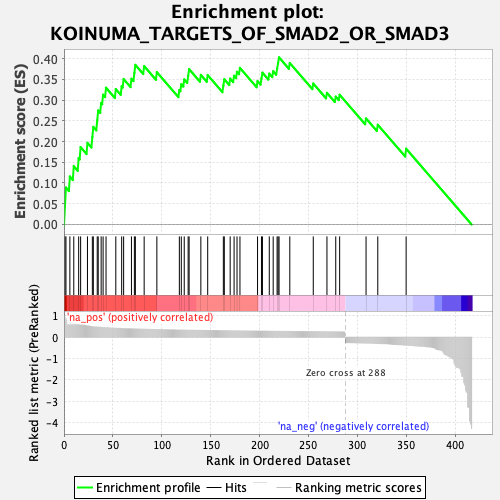 Enrichment plot:
KOINUMA_TARGETS_OF_SMAD2_OR_SMAD3
Enrichment score (ES)
0.40
0.35
0.30
0.25
0.20
0.15
0.10
0.05
0.00
Ranked list metric (PreRanked)
1
0
-1
-2
-3
-4
'na_pos' (positively correlated)
Zero cross at 288
'na_neg' (negatively correlated)
0
50
100
150
200
250
300
350
400
Rank in Ordered Dataset
Enrichment profile
Hits
Ranking metric scores